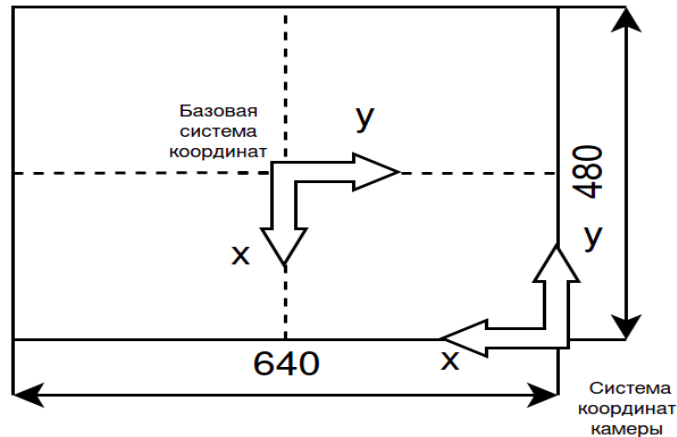 Базовая
система
координат
y
x
480
y
x
640
Система
координат
камеры